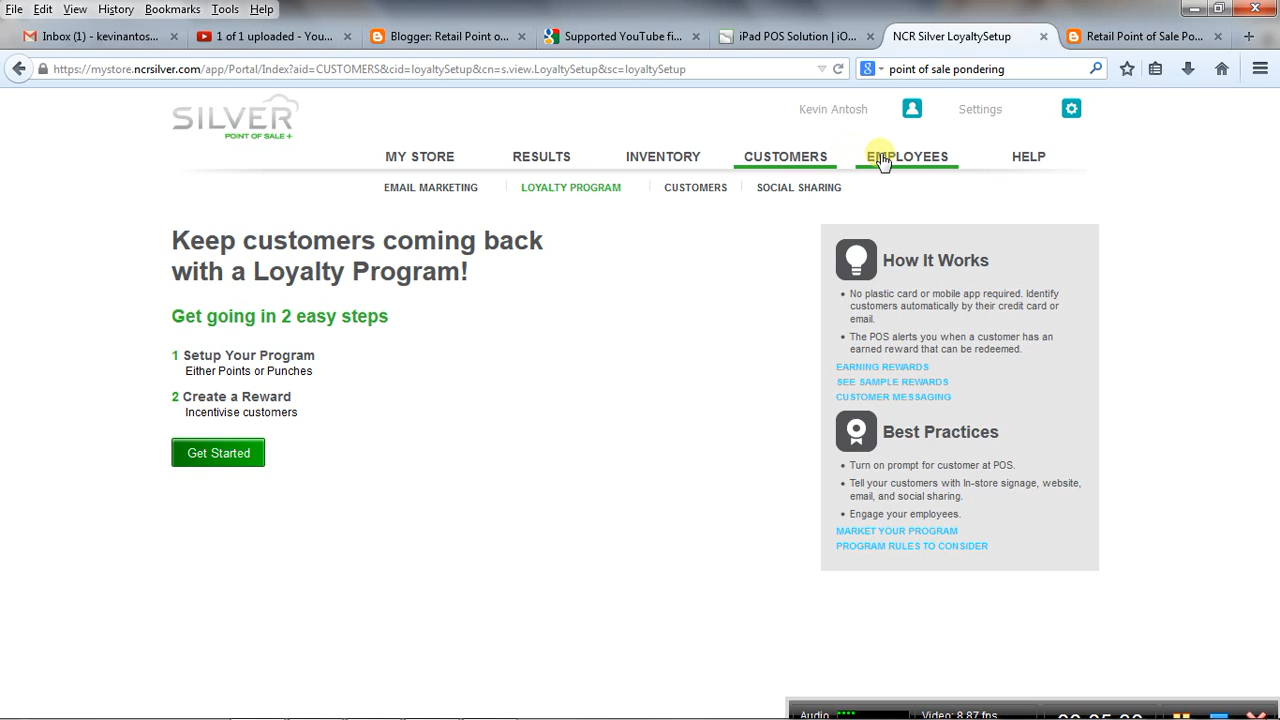 File Edit View History Bookmarks Tools Help
Inbox (1) - kevinantos... × 1 of 1 uploaded - You... × Blogger: Retail Point o... × Supported YouTube fi... × iPad POS Solution | iO... × NCR Silver LoyaltySetup × Retail Point of Sale Po... ×
https://mystore.ncrsilver.com/app/Portal/Index?aid=CUSTOMERS&cid=loyaltySetup&cn=s.view.LoyaltySetup&sc=loyaltySetup point of sale pondering
SILVER
POINT OF SALE +
Kevin Antosh Settings
MY STORE RESULTS INVENTORY CUSTOMERS EMPLOYEES HELP
EMAIL MARKETING LOYALTY PROGRAM CUSTOMERS SOCIAL SHARING
Keep customers coming back
with a Loyalty Program!
Get going in 2 easy steps
1 Setup Your Program
Either Points or Punches
2 Create a Reward
Incentivise customers
Get Started
How It Works
• No plastic card or mobile app required. Identify
customers automatically by their credit card or
email.
• The POS alerts you when a customer has an
earned reward that can be redeemed.
EARNING REWARDS
SEE SAMPLE REWARDS
CUSTOMER MESSAGING
Best Practices
• Turn on prompt for customer at POS.
• Tell your customers with In-store signage, website,
email, and social sharing.
• Engage your employees.
MARKET YOUR PROGRAM
PROGRAM RULES TO CONSIDER
Audio Video: 8.87 fps